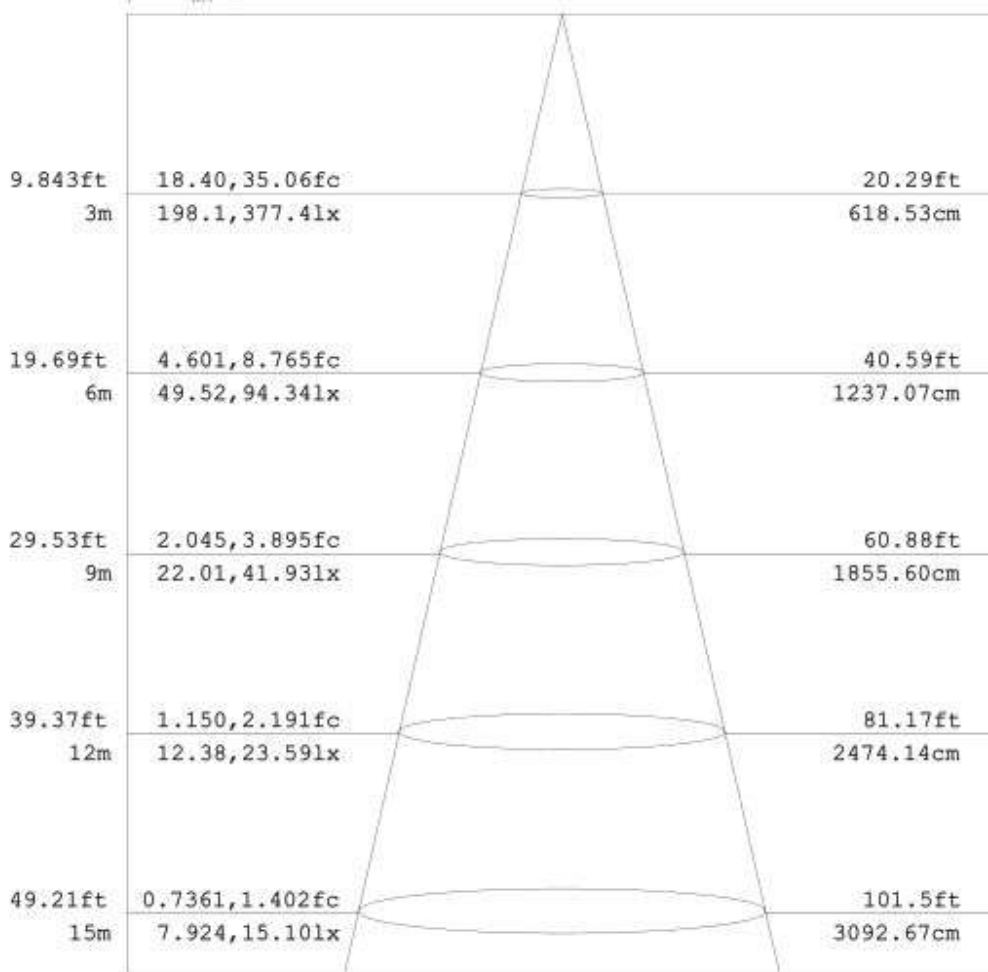 9.843ft 18.40,35.06fc 20.29ft
3m 198.1,377.4lx 618.53cm
19.69ft 4.601,8.765fc 40.59ft
6m 49.52,94.34lx 1237.07cm
29.53ft 2.045,3.895fc 60.88ft
9m 22.01,41.93lx 1855.60cm
39.37ft 1.150,2.191fc 81.17ft
12m 12.38,23.59lx 2474.14cm
49.21ft 0.7361,1.402fc 101.5ft
15m 7.924,15.10lx 3092.67cm